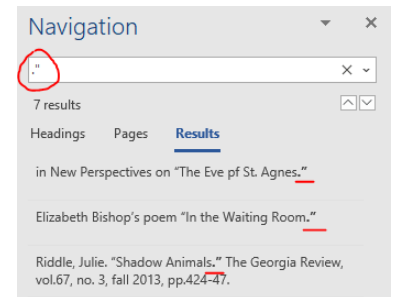 Navigation
."
7 results
Headings Pages Results
in New Perspectives on “The Eve pf St. Agnes.”
Elizabeth Bishop’s poem “In the Waiting Room.”
Riddle, Julie. “Shadow Animals.” The Georgia Review,
vol.67, no. 3, fall 2013, pp.424-47.